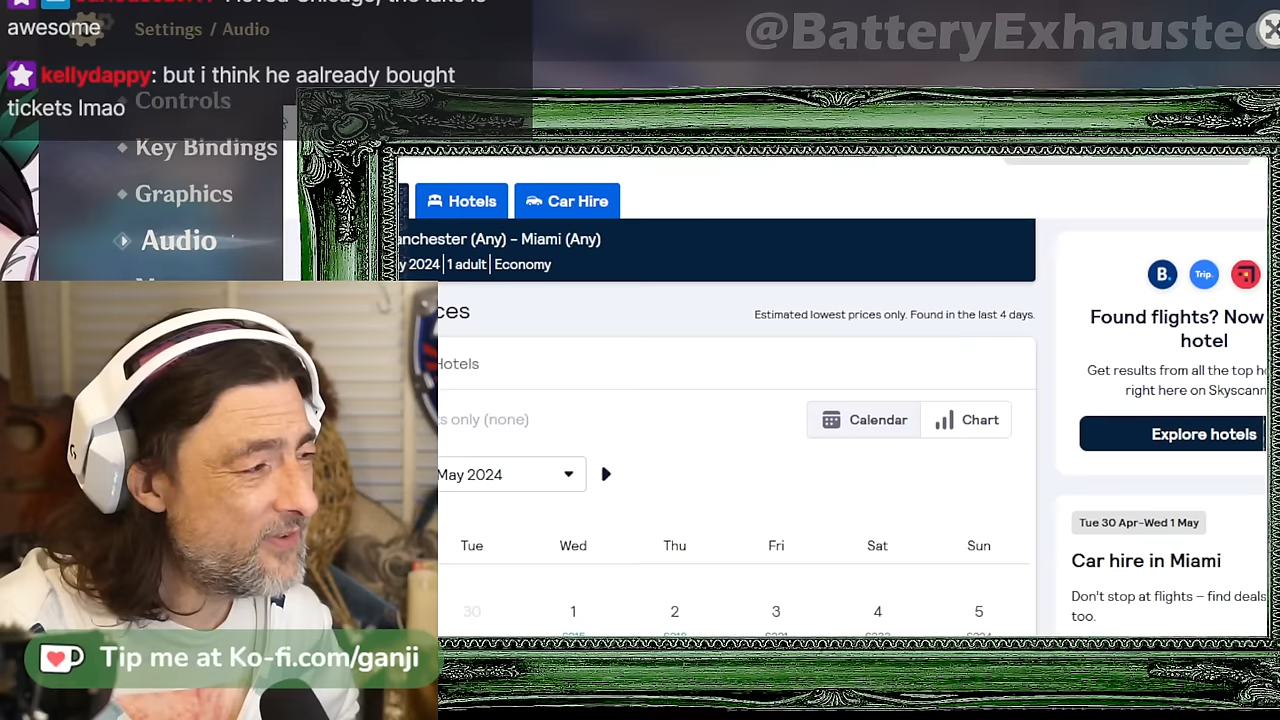 awesome
kellydappy: but i think he aalready bought
tickets lmao
Settings / Audio
Controls
Key Bindings
Graphics
Audio
@BatteryExhausted
Hotels
Car Hire
anchester (Any) – Miami (Any)
y 2024 | 1 adult | Economy
ces
Estimated lowest prices only. Found in the last 4 days.
Hotels
s only (none)
Calendar
Chart
May 2024
Tue Wed Thu Fri Sat Sun
30 1 2 3 4 5
B. Trip.
Found flights? Now
hotel
Get results from all the top h
right here on Skyscann
Explore hotels
Tue 30 Apr–Wed 1 May
Car hire in Miami
Don't stop at flights – find deals
too.
Tip me at Ko-fi.com/ganji